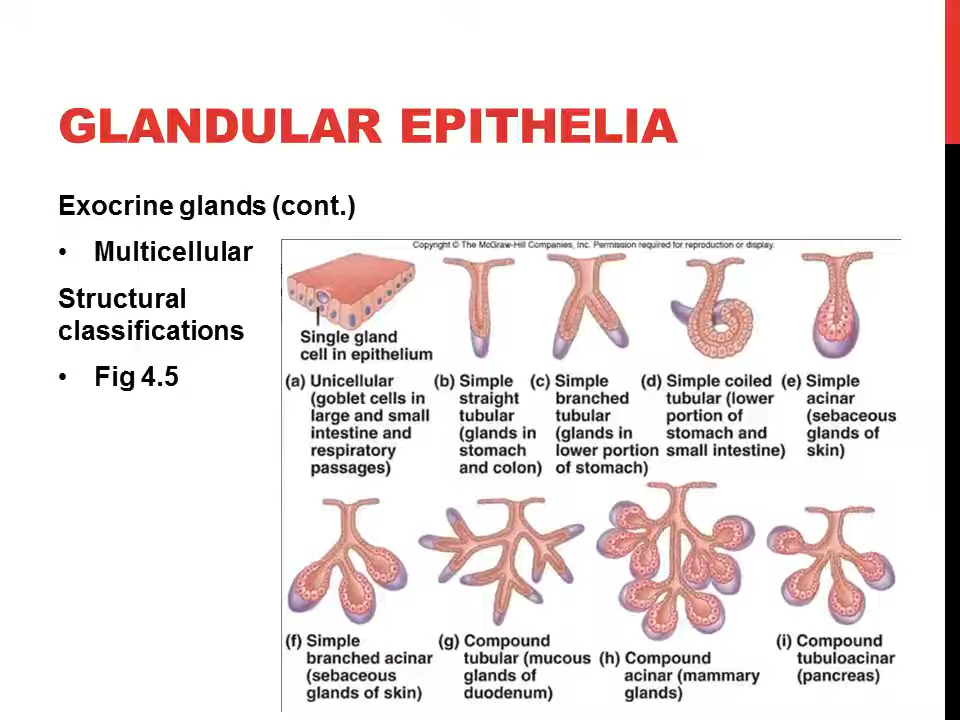 GLANDULAR EPITHELIA
Exocrine glands (cont.)
• Multicellular
Structural
classifications
• Fig 4.5
Copyright © The McGraw-Hill Companies, Inc. Permission required for reproduction or display.
Single gland
cell in epithelium
(a) Unicellular
(goblet cells in
large and small
intestine and
respiratory
passages)
(b) Simple
straight
tubular
(glands in
stomach
and colon)
(c) Simple
branched
tubular
(glands in
lower portion
of stomach)
(d) Simple coiled
tubular (lower
portion of
stomach and
small intestine)
(e) Simple
acinar
(sebaceous
glands of
skin)
(f) Simple
branched acinar
(sebaceous
glands of skin)
(g) Compound
tubular (mucous
glands of
duodenum)
(h) Compound
acinar (mammary
glands)
(i) Compound
tubuloacinar
(pancreas)